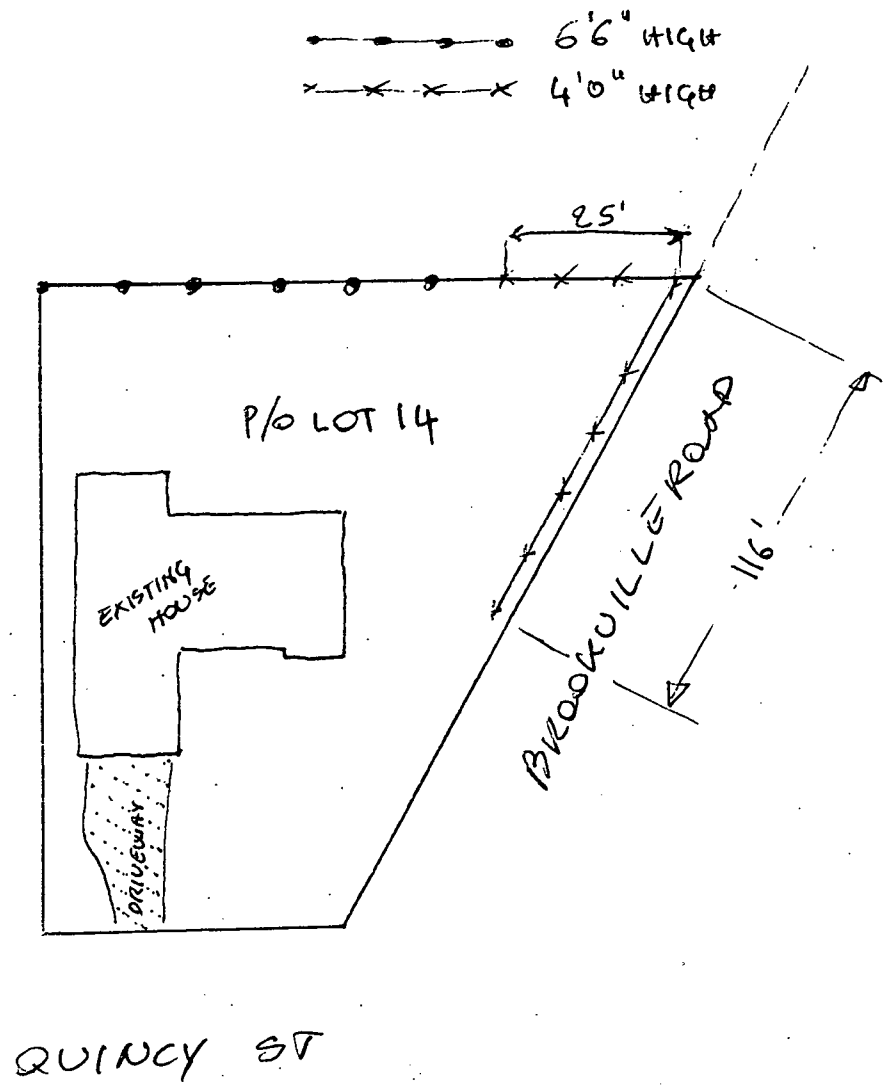 6'6" HIGH
4'0" HIGH
25'
P/O LOT 14
BROOKVILLE ROAD
116'
EXISTING
HOUSE
DRIVEWAY
QUINCY ST